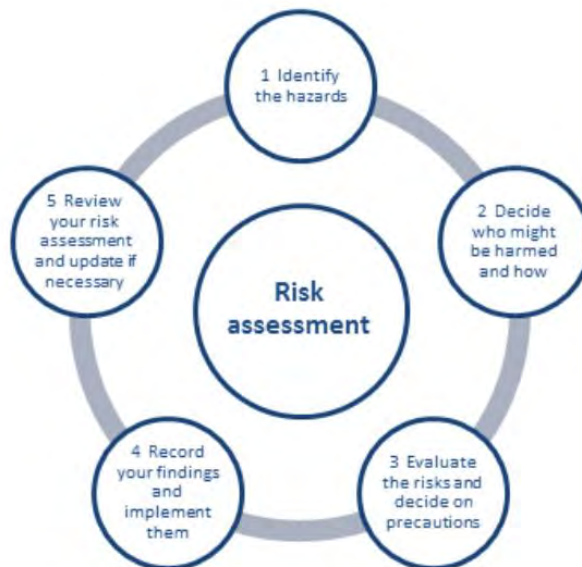 1 Identify
the hazards
2 Decide
who might
be harmed
and how
3 Evaluate
the risks and
decide on
precautions
4 Record
your findings
and
implement
them
5 Review
your risk
assessment
and update if
necessary
Risk
assessment